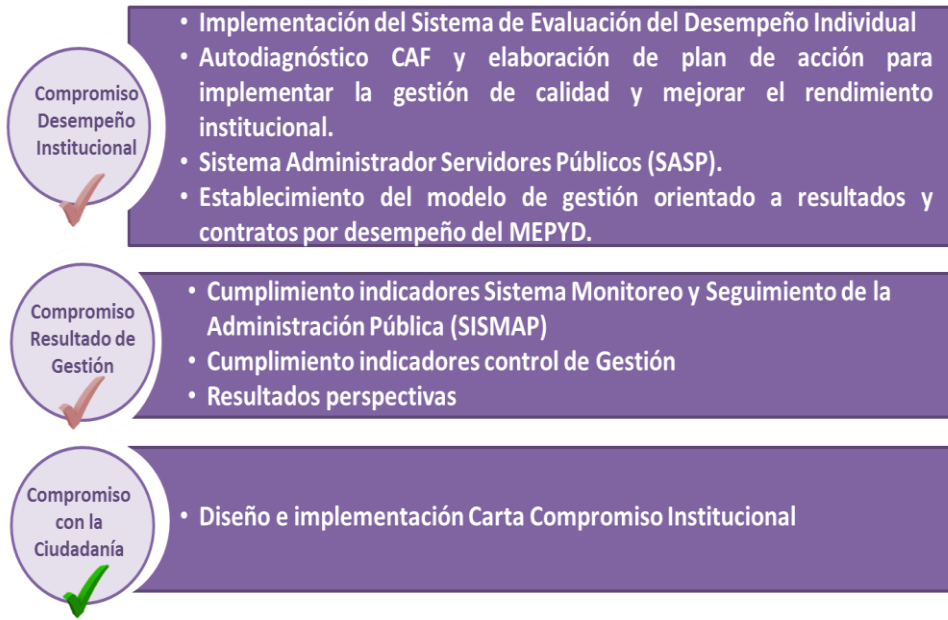 Compromiso
Desempeño
Institucional
• Implementación del Sistema de Evaluación del Desempeño Individual
• Autodiagnóstico CAF y elaboración de plan de acción para
implementar la gestión de calidad y mejorar el rendimiento
institucional.
• Sistema Administrador Servidores Públicos (SASP).
• Establecimiento del modelo de gestión orientado a resultados y
contratos por desempeño del MEPYD.
Compromiso
Resultado de
Gestión
• Cumplimiento indicadores Sistema Monitoreo y Seguimiento de la
Administración Pública (SISMAP)
• Cumplimiento indicadores control de Gestión
• Resultados perspectivas
Compromiso
con la
Ciudadanía
• Diseño e implementación Carta Compromiso Institucional